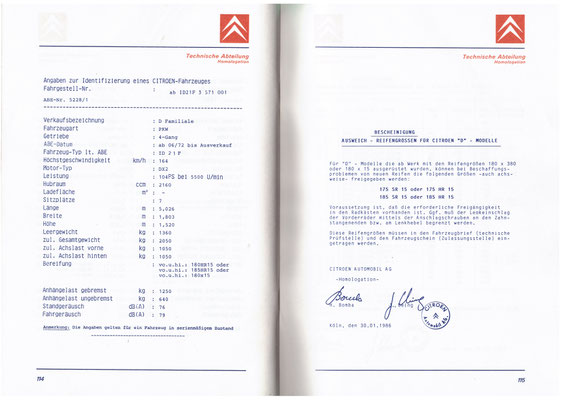 Technische Abteilung
Homologation
Angaben zur Identifizierung eines CITROEN-Fahrzeuges
Fahrgestell-Nr. : ab ID21F 3 571 001
ABE-Nr. 5228/1
Verkaufsbezeichnung : D Familiale
Fahrzeugart : PKW
Getriebe : 4-Gang
ABE-Datum : ab 06/72 bis Auslauf
Fahrzeug-Typ lt. ABE : ID 21 F
Höchstgeschwindigkeit km/h : 164
Motor-Typ : DX2
Leistung : 104PS bei 5500 U/min
Hubraum ccm : 2160
Ladefläche m² : -
Sitzplätze : 7
Länge m : 5,026
Breite m : 1,803
Höhe m : 1,520
Leergewicht kg : 1360
zul. Gesamtgewicht kg : 2050
zul. Achslast vorne kg : 1050
zul. Achslast hinten kg : 1050
Bereifung : vo.u.hi.: 180HR15 oder
vo.u.hi.: 185HR15 oder
vo.u.hi.: 180x15
Anhängelast gebremst kg : 1250
Anhängelast ungebremst kg : 640
Standgeräusch dB(A) : 76
Fahrgeräusch dB(A) : 79
Anmerkung: Die Angaben gelten für ein Fahrzeug in serienmäßigem Zustand
114
Technische Abteilung
Homologation
BESCHEINIGUNG
AUSWEICH - REIFENGRÖSSEN FÜR CITROEN "D" - MODELLE
Für "D" - Modelle die ab Werk mit den Reifengrößen 180 x 380
oder 180 x 15 ausgerüstet wurden, können bei Beschaffungs-
problemen von neuen Reifen die folgenden Größen -auch achs-
weise- freigegeben werden:
175 SR 15 oder 175 HR 15
185 SR 15 oder 185 HR 15
Voraussetzung ist, daß die erforderliche Freigängigkeit
in den Radkästen vorhanden ist. Ggf. muß der Lenkeinschlag
der Vorderräder mittels der Anschlagschrauben an den Zahn-
stangen, bzw. am Lenkhebel begrenzt werden.
Diese Reifengrößen müssen in den Fahrzeugbrief (technische
Prüfstelle) und den Fahrzeugschein (Zulassungsstelle) ein-
getragen werden.
CITROEN AUTOMOBIL AG
-Homologation-
Bomba
Köln, den 30.01.1986
115